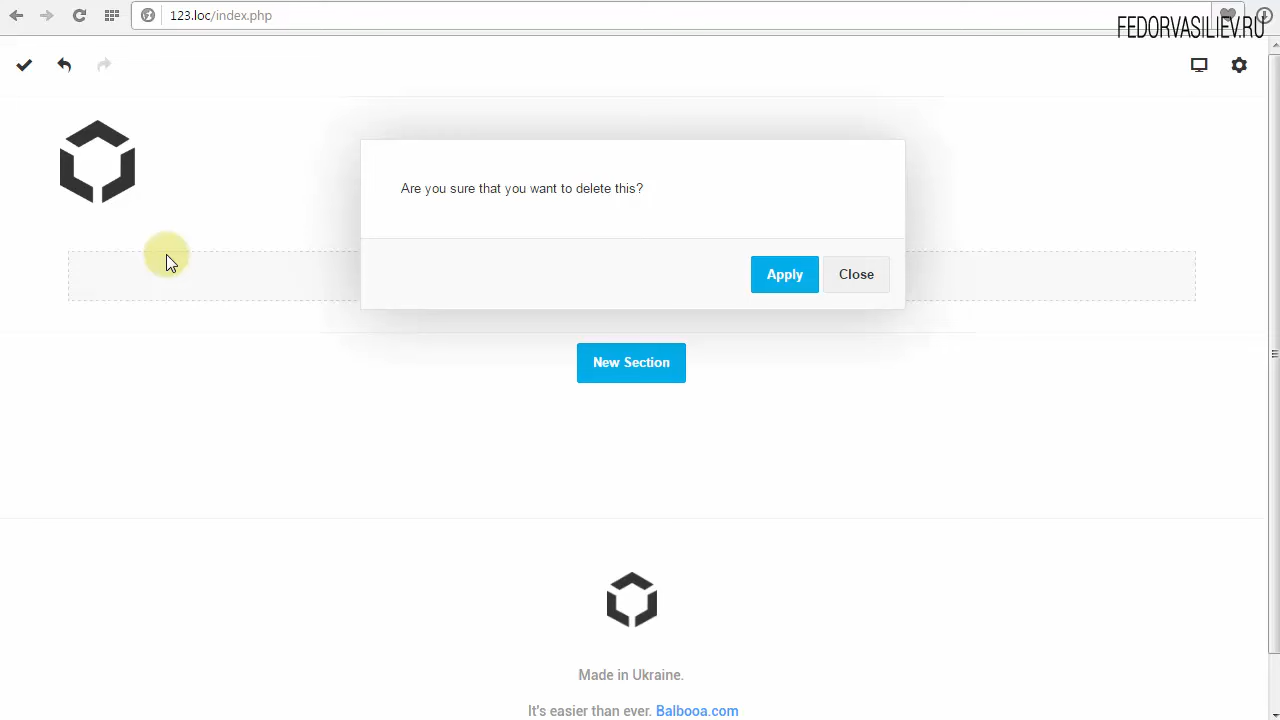 123.loc/index.php
FEDORVASILIEV.RU
Are you sure that you want to delete this?
Apply Close
New Section
Made in Ukraine.
It's easier than ever. Balbooa.com